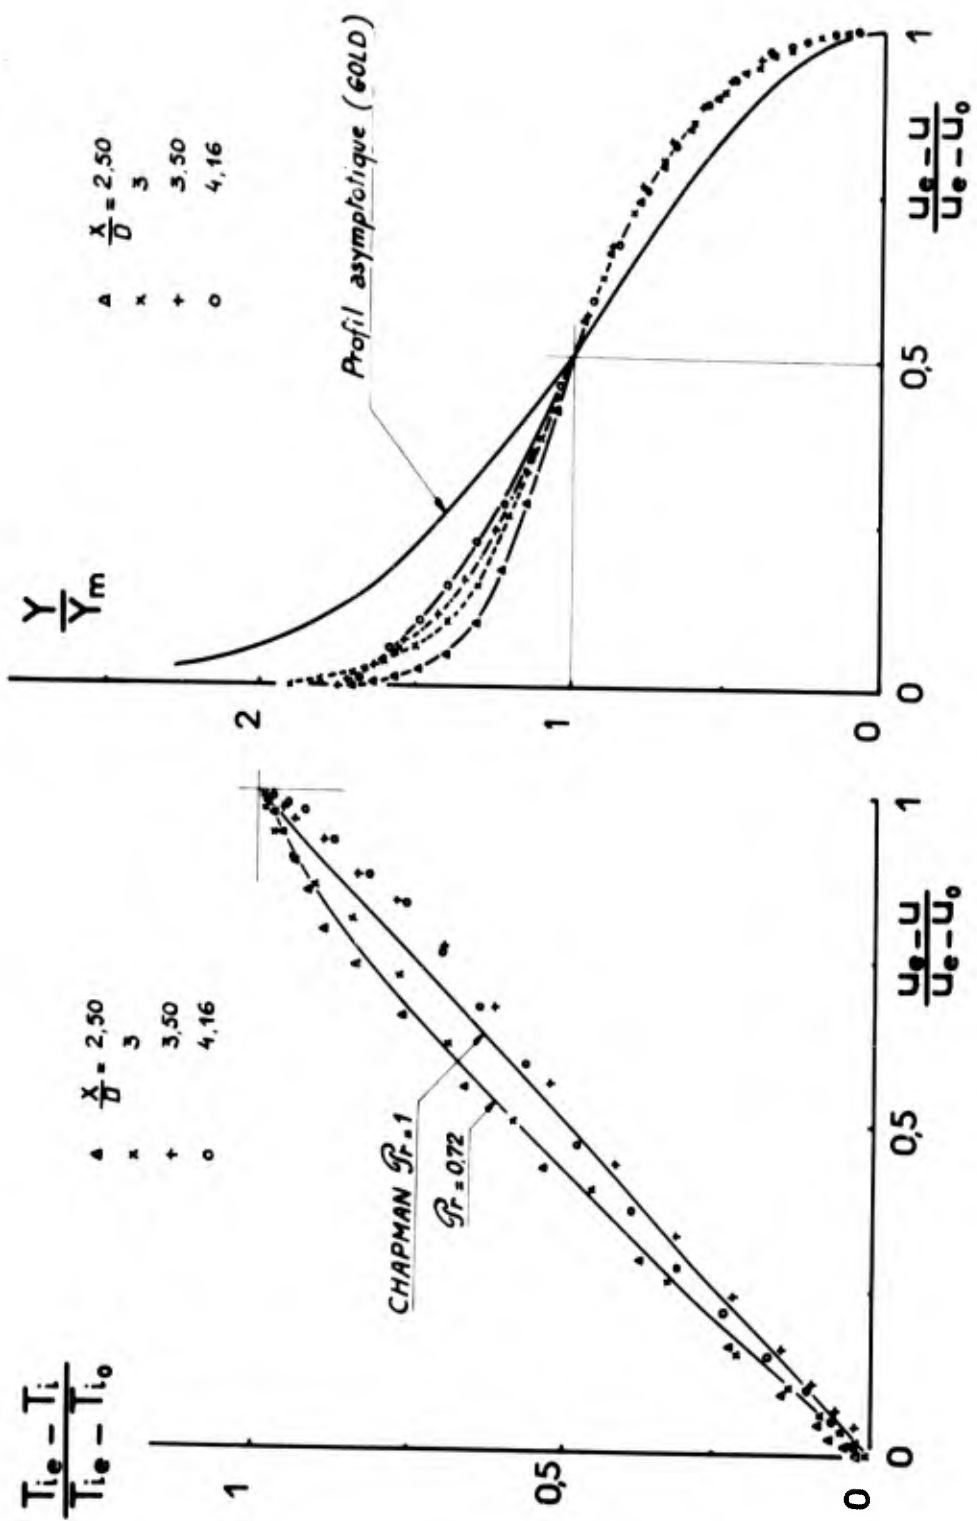 Tie − Ti
Tie − Tio
1
0,5
0
Δ X/D = 2,50
x 3
+ 3,50
o 4,16
CHAPMAN 𝒫r = 1
𝒫r = 0,72
0
0,5
1
ue − u
ue − uo
Y
Ym
2
1
0
Δ X/D = 2,50
x 3
+ 3,50
o 4,16
Profil asymptotique (GOLD)
0
0,5
1
ue − u
ue − uo